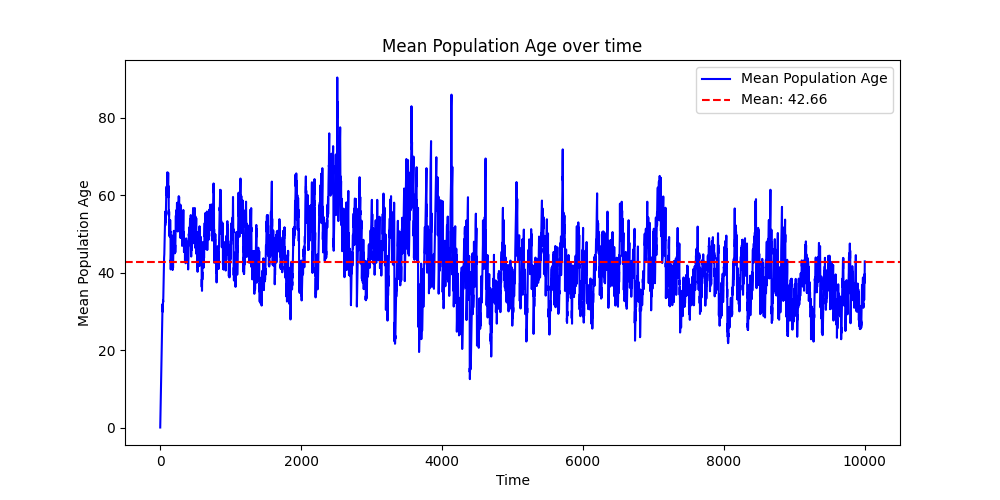 Mean Population Age over time
Mean Population Age
Mean: 42.66
Mean Population Age
80
60
40
20
0
0 2000 4000 6000 8000 10000
Time